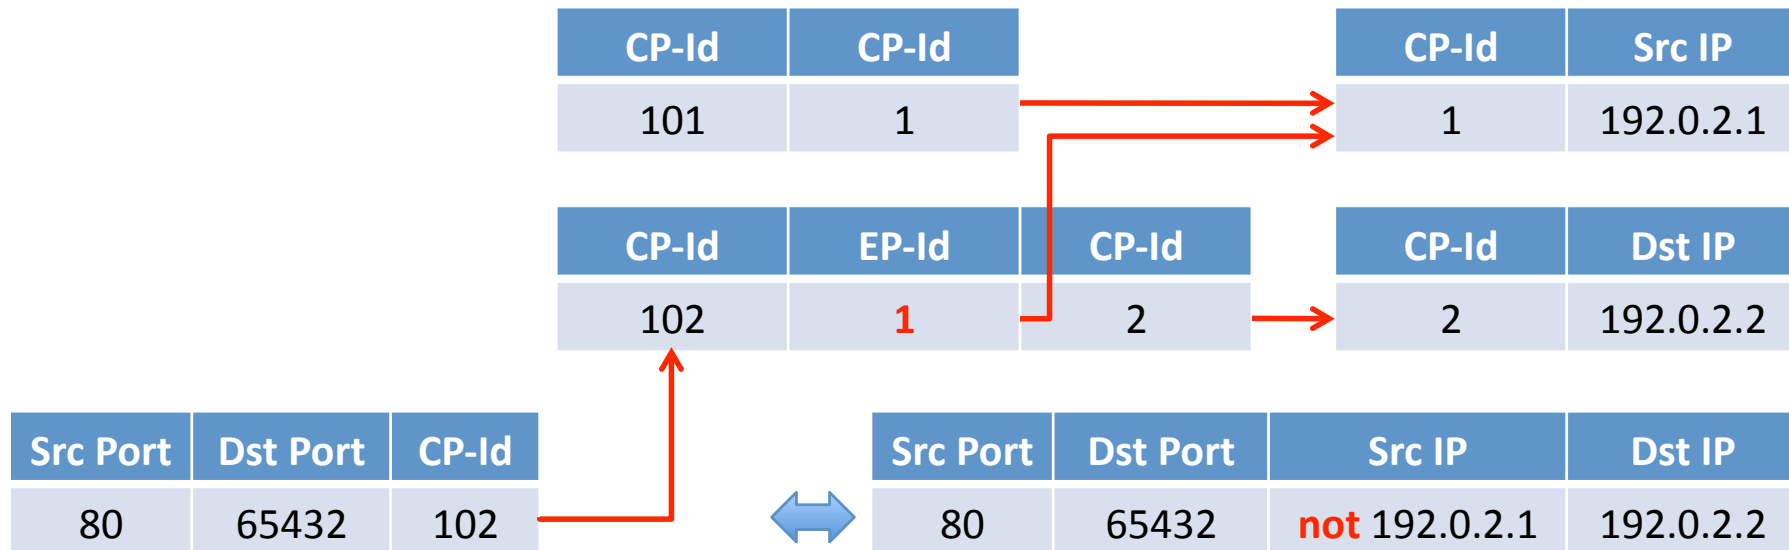 CP-Id CP-Id CP-Id Src IP
101 1 1 192.0.2.1
CP-Id EP-Id CP-Id CP-Id Dst IP
102 1 2 2 192.0.2.2
Src Port Dst Port CP-Id Src Port Dst Port Src IP Dst IP
80 65432 102 80 65432 not 192.0.2.1 192.0.2.2